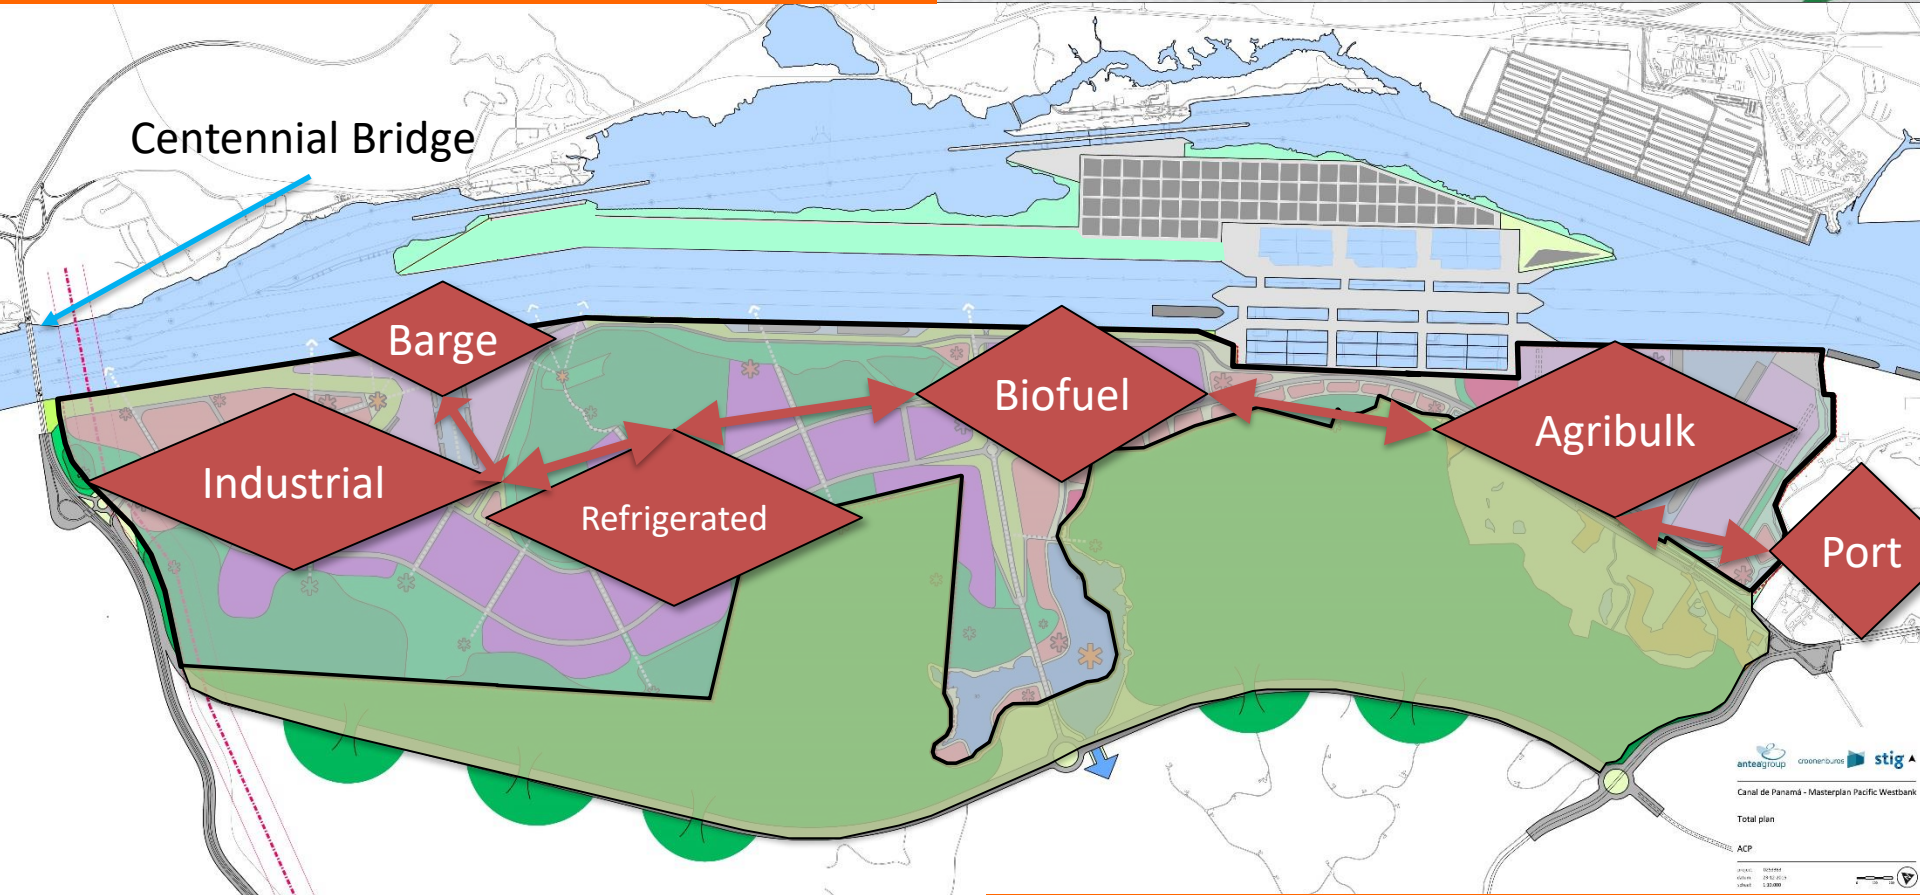 Centennial Bridge
Barge
Industrial
Refrigerated
Biofuel
Agribulk
Port
anteagroup
croonenburo5
stig
Canal de Panamá - Masterplan Pacific Westbank
Total plan
ACP